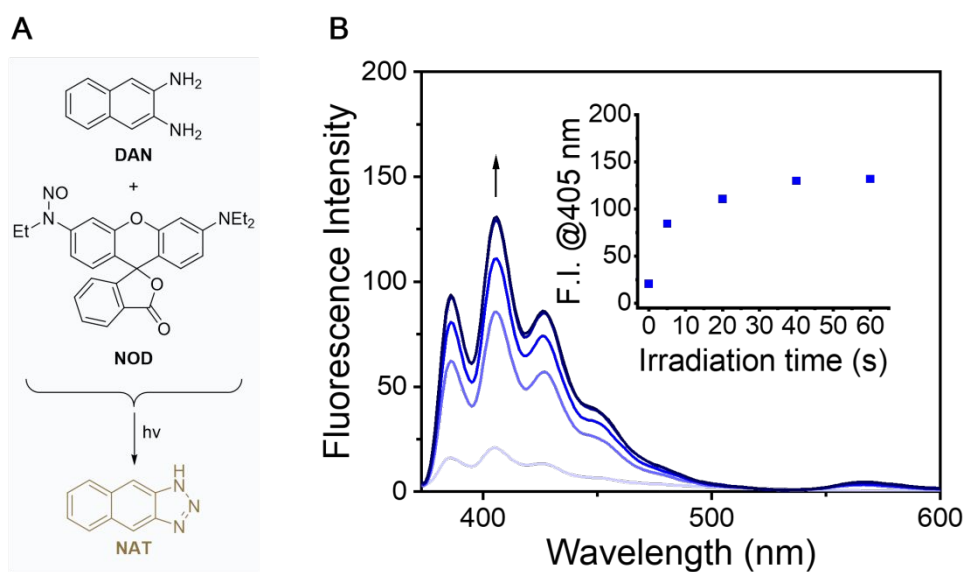 A
NH₂
NH₂
DAN
+
NO
N
Et
O
NEt₂
O
O
NOD
hv
H
N
N
N
NAT
B
Fluorescence Intensity
200
150
100
50
0
400
500
600
Wavelength (nm)
F.I. @405 nm
200
150
100
50
0
0 10 20 30 40 50 60
Irradiation time (s)